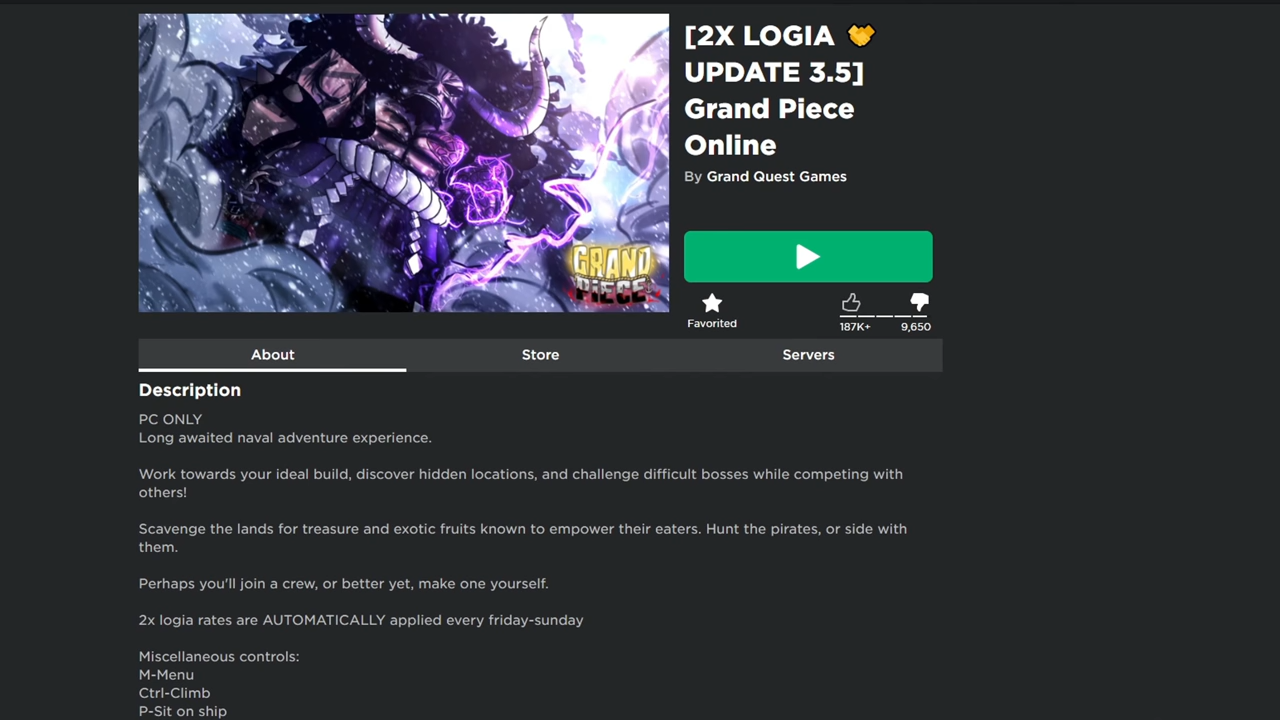 [2X LOGIA 🤝
UPDATE 3.5]
Grand Piece
Online
By Grand Quest Games
GRAND
PIECE
Favorited
187K+
9,650
About
Store
Servers
Description
PC ONLY
Long awaited naval adventure experience.
Work towards your ideal build, discover hidden locations, and challenge difficult bosses while competing with
others!
Scavenge the lands for treasure and exotic fruits known to empower their eaters. Hunt the pirates, or side with
them.
Perhaps you'll join a crew, or better yet, make one yourself.
2x logia rates are AUTOMATICALLY applied every friday-sunday
Miscellaneous controls:
M-Menu
Ctrl-Climb
P-Sit on ship